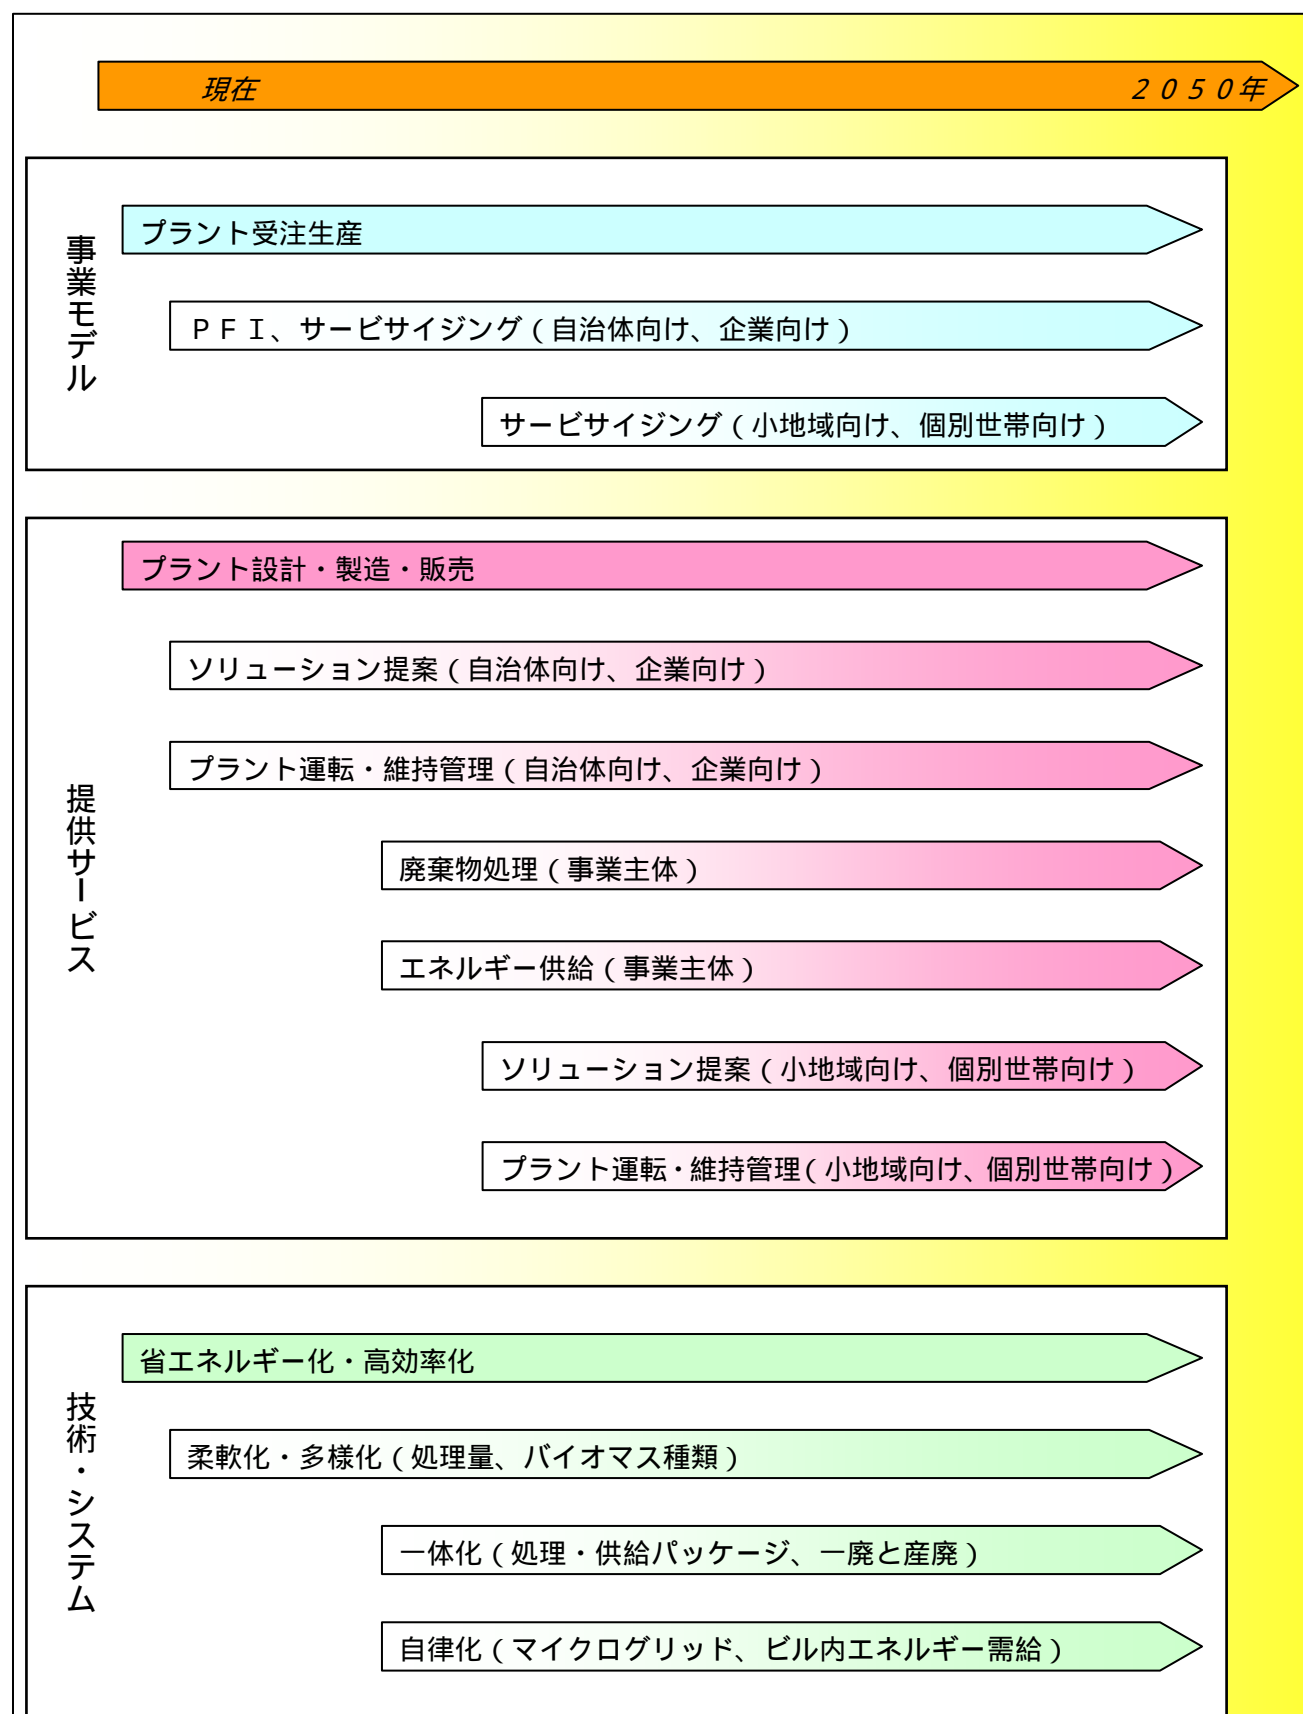 現在
２０５０年
事業モデル
プラント受注生産
ＰＦＩ、サービサイジング（自治体向け、企業向け）
サービサイジング（小地域向け、個別世帯向け）
提供サービス
プラント設計・製造・販売
ソリューション提案（自治体向け、企業向け）
プラント運転・維持管理（自治体向け、企業向け）
廃棄物処理（事業主体）
エネルギー供給（事業主体）
ソリューション提案（小地域向け、個別世帯向け）
プラント運転・維持管理（小地域向け、個別世帯向け）
技術・システム
省エネルギー化・高効率化
柔軟化・多様化（処理量、バイオマス種類）
一体化（処理・供給パッケージ、一廃と産廃）
自律化（マイクログリッド、ビル内エネルギー需給）